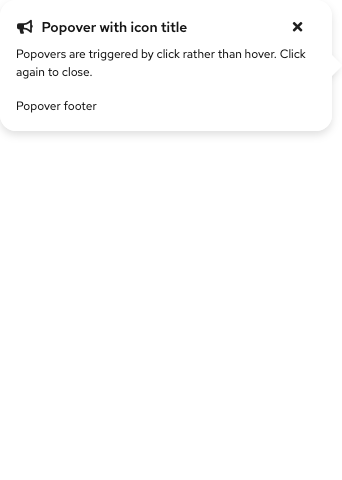 Popover with icon title
Popovers are triggered by click rather than hover. Click
again to close.
Popover footer